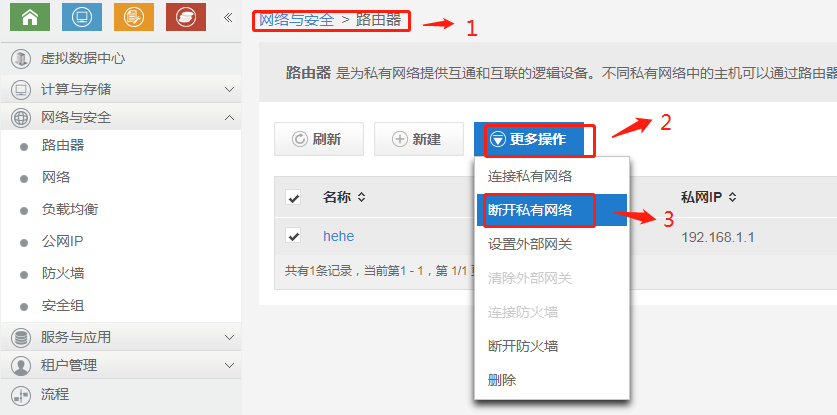 网络与安全 > 路由器
1
虚拟数据中心
计算与存储
网络与安全
路由器
网络
负载均衡
公网IP
防火墙
安全组
服务与应用
租户管理
流程
路由器 是为私有网络提供互通和互联的逻辑设备。不同私有网络中的主机可以通过路由器
刷新
新建
更多操作
2
连接私有网络
断开私有网络
3
设置外部网关
清除外部网关
连接防火墙
断开防火墙
删除
名称
私网IP
hehe
192.168.1.1
共有1条记录，当前第1 - 1，第 1/1